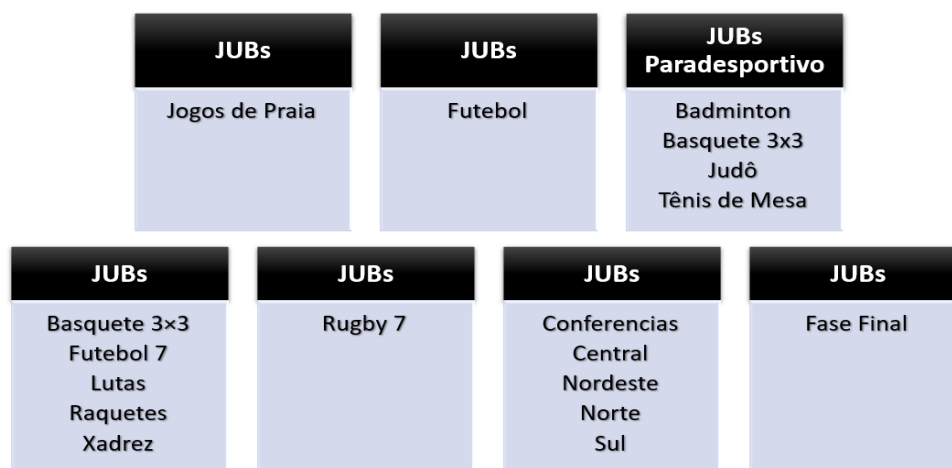 JUBs
Jogos de Praia
JUBs
Futebol
JUBs
Paradesportivo
Badminton
Basquete 3x3
Judô
Tênis de Mesa
JUBs
Basquete 3×3
Futebol 7
Lutas
Raquetes
Xadrez
JUBs
Rugby 7
JUBs
Conferencias
Central
Nordeste
Norte
Sul
JUBs
Fase Final